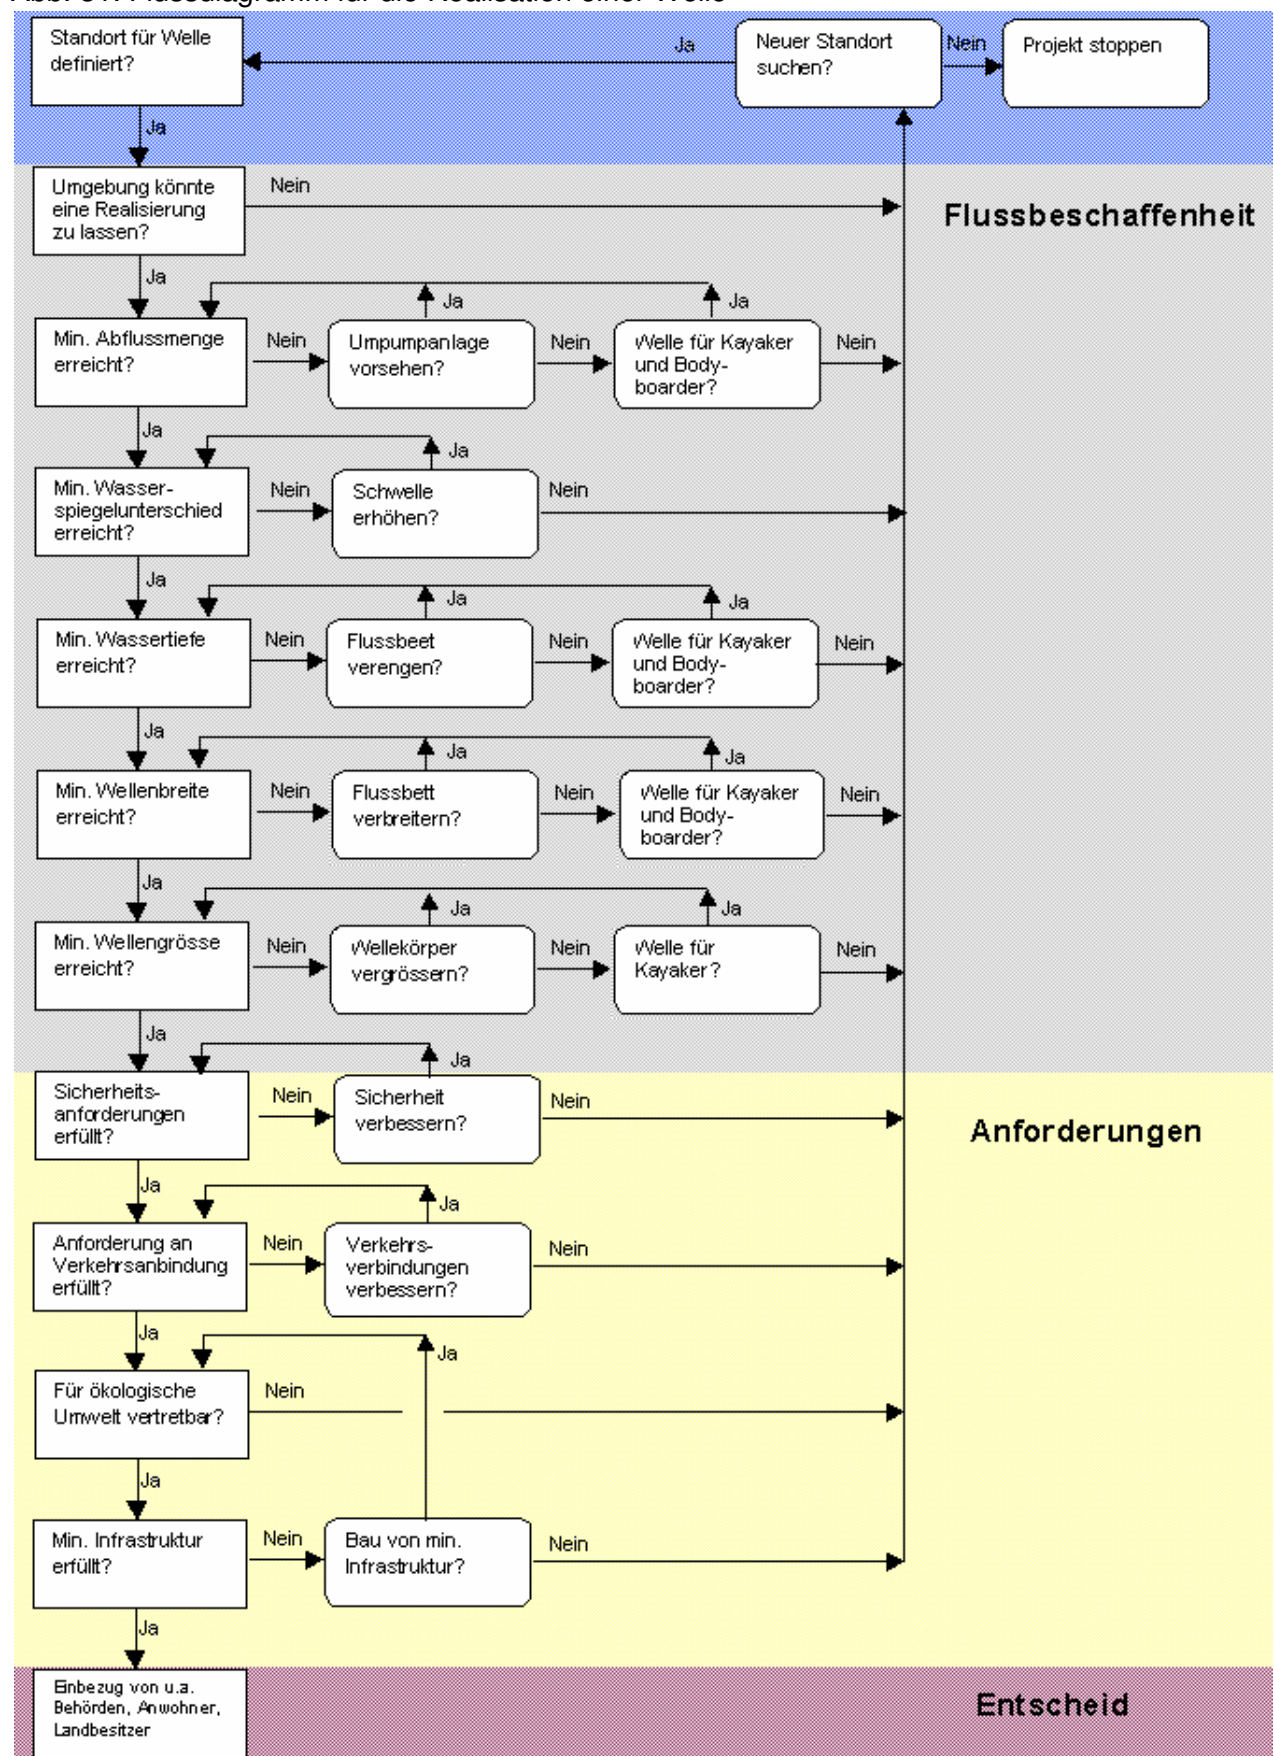 Standort für Welle
definiert?
Ja
Neuer Standort
suchen?
Nein
Projekt stoppen
Ja
Umgebung könnte
eine Realisierung
zu lassen?
Nein
Flussbeschaffenheit
Ja
Ja
Ja
Min. Abflussmenge
erreicht?
Nein
Umpumpanlage
vorsehen?
Nein
Welle für Kayaker
und Body-
boarder?
Nein
Ja
Ja
Min. Wasser-
spiegelunterschied
erreicht?
Nein
Schwelle
erhöhen?
Nein
Ja
Ja
Ja
Min. Wassertiefe
erreicht?
Nein
Flussbeet
verengen?
Nein
Welle für Kayaker
und Body-
boarder?
Nein
Ja
Ja
Ja
Min. Wellenbreite
erreicht?
Nein
Flussbett
verbreitern?
Nein
Welle für Kayaker
und Body-
boarder?
Nein
Ja
Ja
Ja
Min. Wellengrösse
erreicht?
Nein
Wellekörper
vergrössern?
Nein
Welle für
Kayaker?
Nein
Ja
Ja
Sicherheits-
anforderungen
erfüllt?
Nein
Sicherheit
verbessern?
Nein
Anforderungen
Ja
Ja
Anforderung an
Verkehrsanbindung
erfüllt?
Nein
Verkehrs-
verbindungen
verbessern?
Nein
Ja
Ja
Für ökologische
Umwelt vertretbar?
Nein
Ja
Min. Infrastruktur
erfüllt?
Nein
Bau von min.
Infrastruktur?
Nein
Ja
Einbezug von u.a.
Behörden, Anwohner,
Landbesitzer
Entscheid